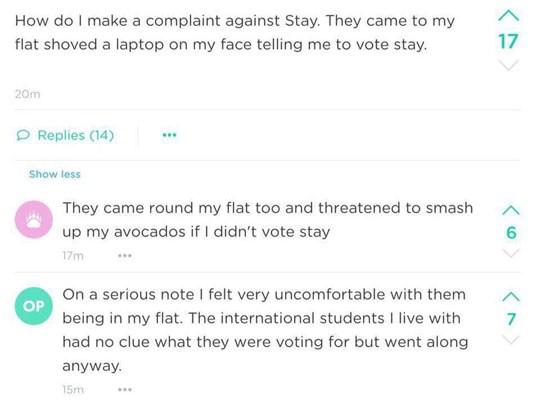 How do I make a complaint against Stay. They came to my
flat shoved a laptop on my face telling me to vote stay.
17
20m
Replies (14)
Show less
They came round my flat too and threatened to smash
up my avocados if I didn't vote stay
6
17m
OP
On a serious note I felt very uncomfortable with them
being in my flat. The international students I live with
had no clue what they were voting for but went along
anyway.
7
15m